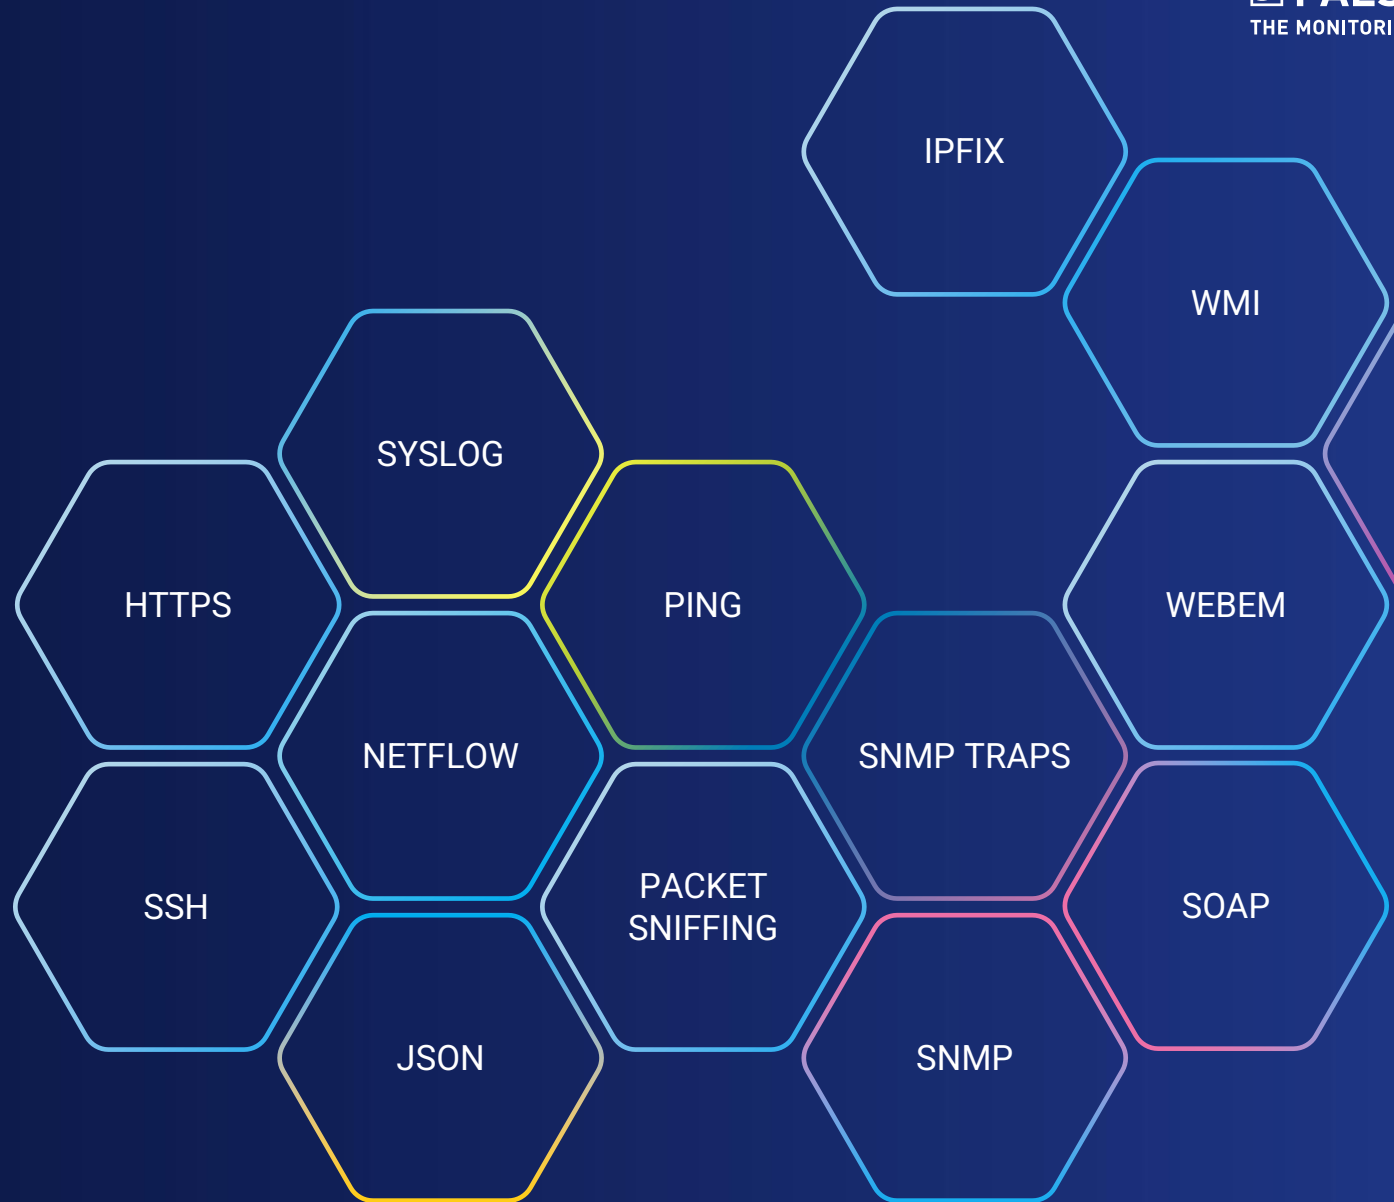 THE MONITORI
IPFIX
WMI
SYSLOG
HTTPS
PING
WEBEM
NETFLOW
SNMP TRAPS
PACKET
SNIFFING
SSH
SOAP
JSON
SNMP